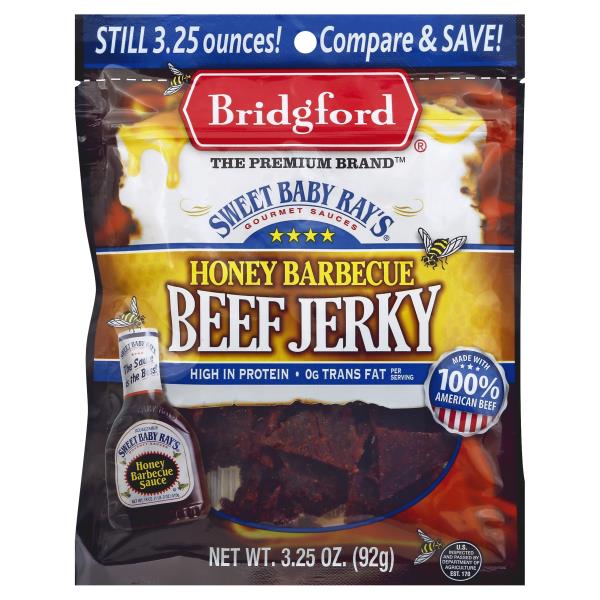 STILL 3.25 ounces! Compare & SAVE!
Bridgford®
THE PREMIUM BRAND™
SWEET BABY RAY'S®
GOURMET SAUCES
HONEY BARBECUE
BEEF JERKY
HIGH IN PROTEIN • 0g TRANS FAT PER SERVING
MADE WITH
100%
AMERICAN BEEF
SWEET BABY RAY'S
The Sauce
is the Boss!
SWEET BABY RAY'S
Honey
Barbecue
Sauce
NET WT. 3.25 OZ. (92g)
U.S.
INSPECTED
AND PASSED BY
DEPARTMENT OF
AGRICULTURE
EST. 170